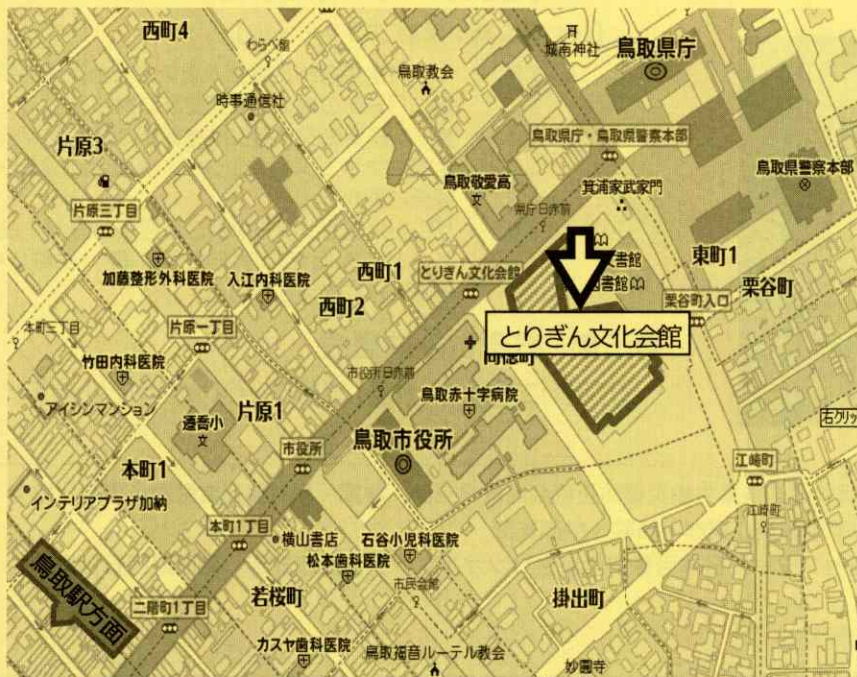 西町4
わらべ館
城南神社
鳥取県庁
鳥取教会
時事通信社
片原3
鳥取県庁・鳥取県警察本部
鳥取県警察本部
鳥取敬愛高
箕浦家武家門
片原三丁目
県庁日赤前
西町1
とりぎん文化会館
東町1
加藤整形外科医院
入江内科医院
栗谷町
西町2
栗谷町入口
文書館
図書館
本町三丁目
片原一丁目
とりぎん文化会館
尚徳町
竹田内科医院
市役所日赤前
アイシンマンション
片原1
鳥取赤十字病院
遷喬小
右クリッ
鳥取市役所
市役所
本町1
江崎町
インテリアプラザ加納
江崎町
本町1丁目
横山書店
石谷小児科医院
松本歯科医院
市民会館
鳥取駅方面
若桜町
掛出町
二階町1丁目
カスヤ歯科医院
鳥取福音ルーテル教会
妙圓寺